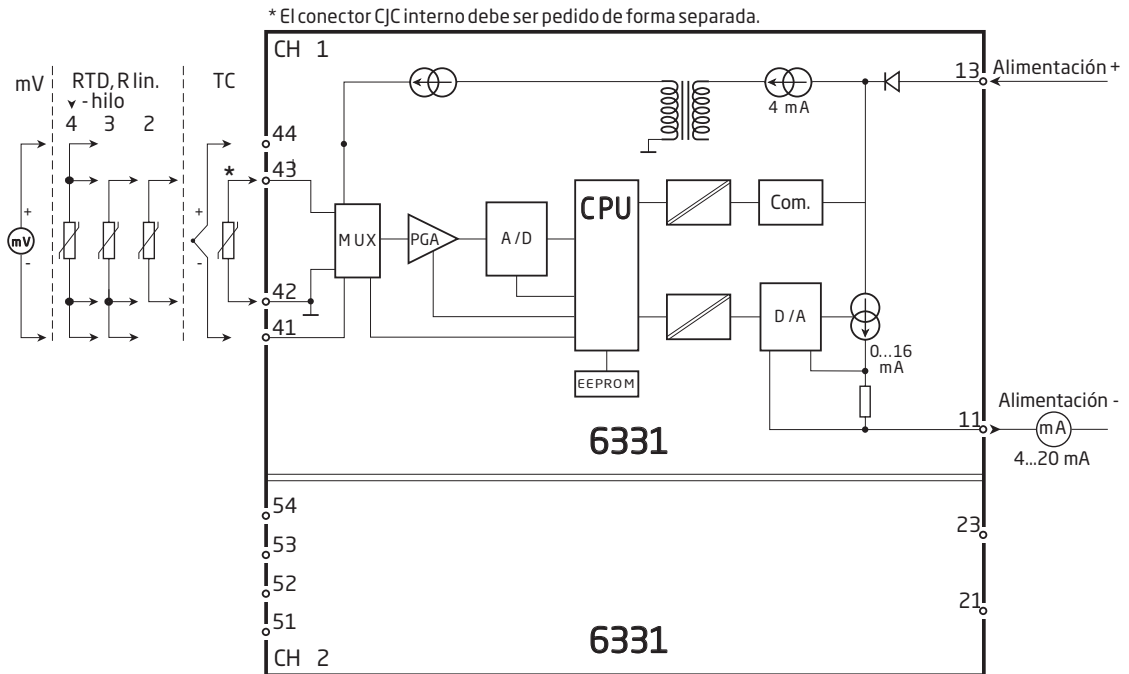 * El conector CJC interno debe ser pedido de forma separada.
CH 1
mV
RTD, R lin.
- hilo
4 3 2
TC
*
44
43
42
41
+
mV
-
+
-
MUX
PGA
A/D
CPU
EEPROM
Com.
D/A
4 mA
0...16
mA
13
Alimentación +
11
Alimentación -
mA
4...20 mA
6331
54
53
52
51
23
21
6331
CH 2